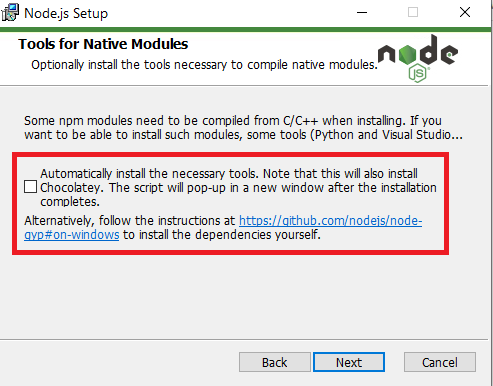 Node.js Setup
Tools for Native Modules
Optionally install the tools necessary to compile native modules.
node
JS
Some npm modules need to be compiled from C/C++ when installing. If you
want to be able to install such modules, some tools (Python and Visual Studio...
Automatically install the necessary tools. Note that this will also install
Chocolatey. The script will pop-up in a new window after the installation
completes.
Alternatively, follow the instructions at https://github.com/nodejs/node-
gyp#on-windows to install the dependencies yourself.
Back
Next
Cancel